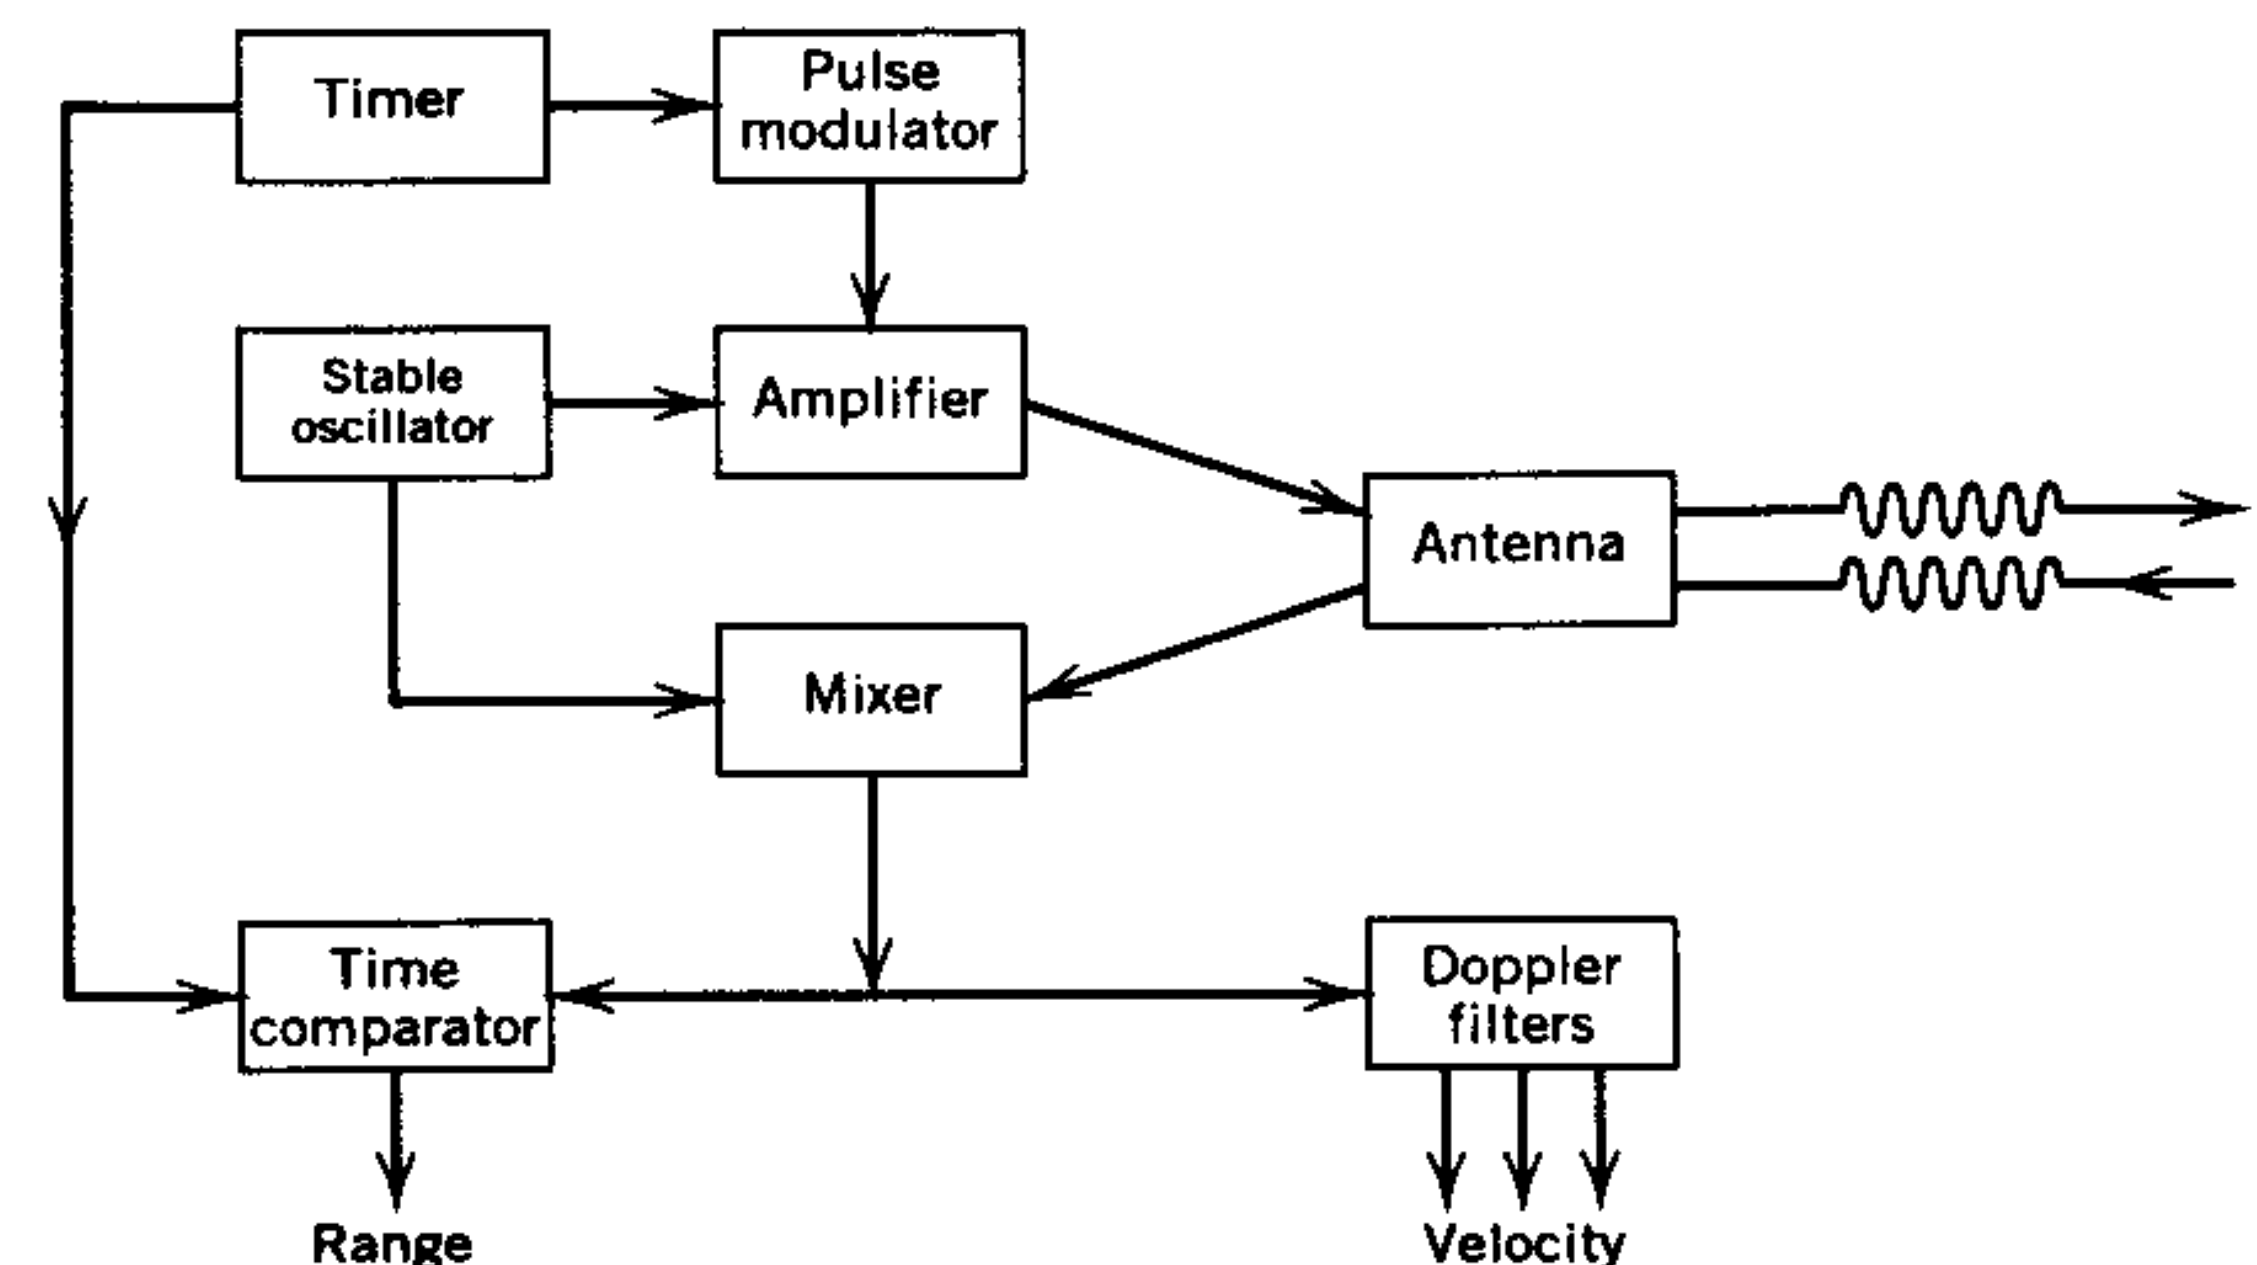 Timer
Pulse
modulator
Stable
oscillator
Amplifier
Antenna
Mixer
Time
comparator
Doppler
filters
Range
Velocity